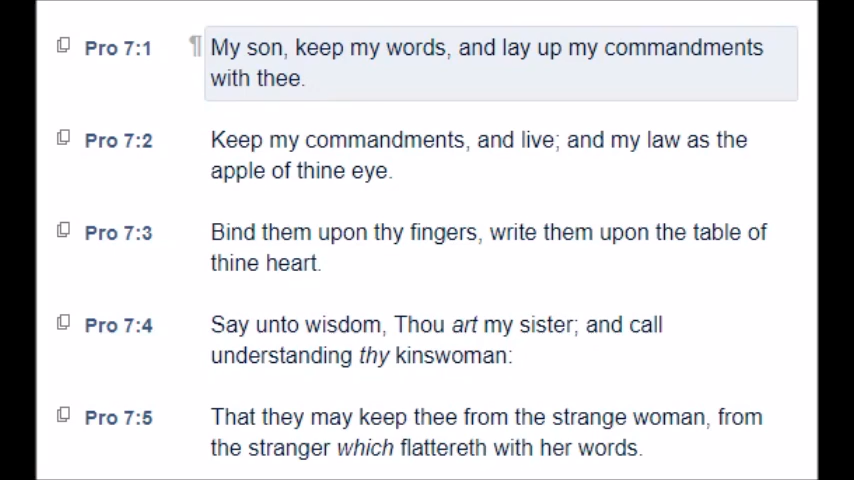 Pro 7:1 ¶ My son, keep my words, and lay up my commandments
with thee.
Pro 7:2 Keep my commandments, and live; and my law as the
apple of thine eye.
Pro 7:3 Bind them upon thy fingers, write them upon the table of
thine heart.
Pro 7:4 Say unto wisdom, Thou art my sister; and call
understanding thy kinswoman:
Pro 7:5 That they may keep thee from the strange woman, from
the stranger which flattereth with her words.